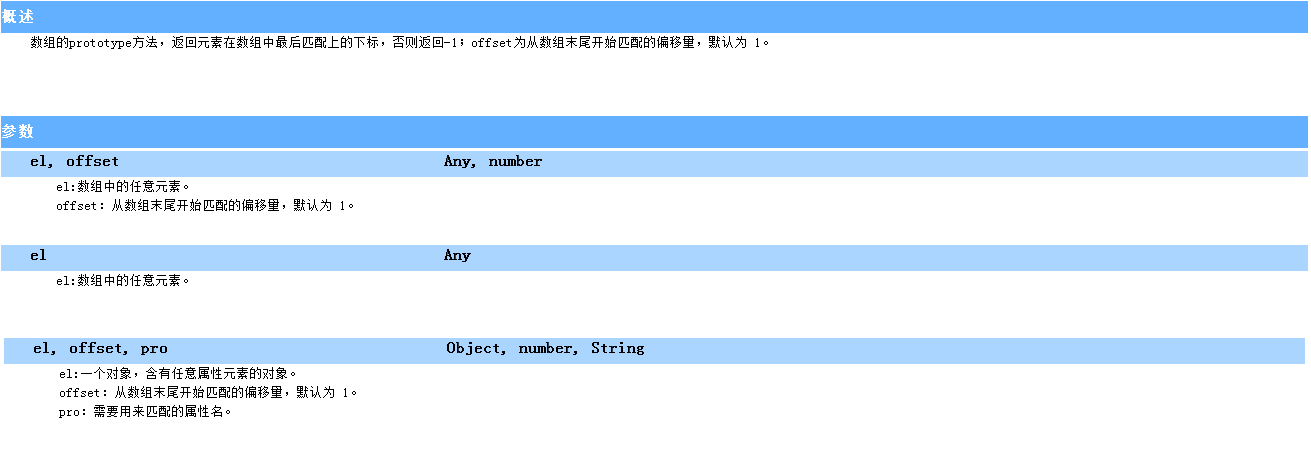 概述
数组的prototype方法，返回元素在数组中最后匹配上的下标，否则返回-1；offset为从数组末尾开始匹配的偏移量，默认为 1。
参数
el, offset Any, number
el:数组中的任意元素。
offset: 从数组末尾开始匹配的偏移量，默认为 1。
el Any
el:数组中的任意元素。
el, offset, pro Object, number, String
el:一个对象，含有任意属性元素的对象。
offset: 从数组末尾开始匹配的偏移量，默认为 1。
pro: 需要用来匹配的属性名。